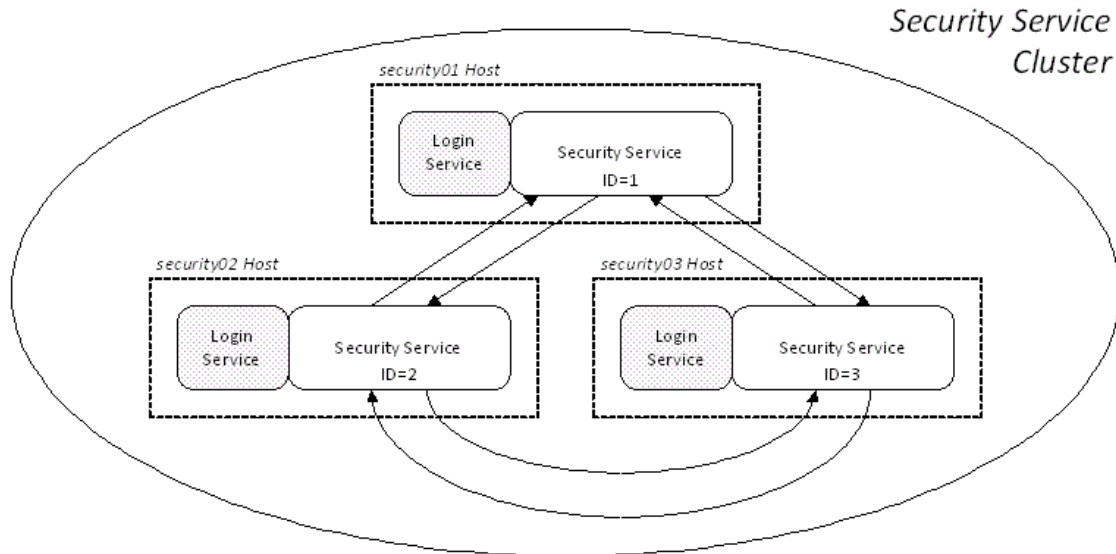 Security Service
Cluster
security01 Host
Login
Service
Security Service
ID=1
security02 Host
Login
Service
Security Service
ID=2
security03 Host
Login
Service
Security Service
ID=3